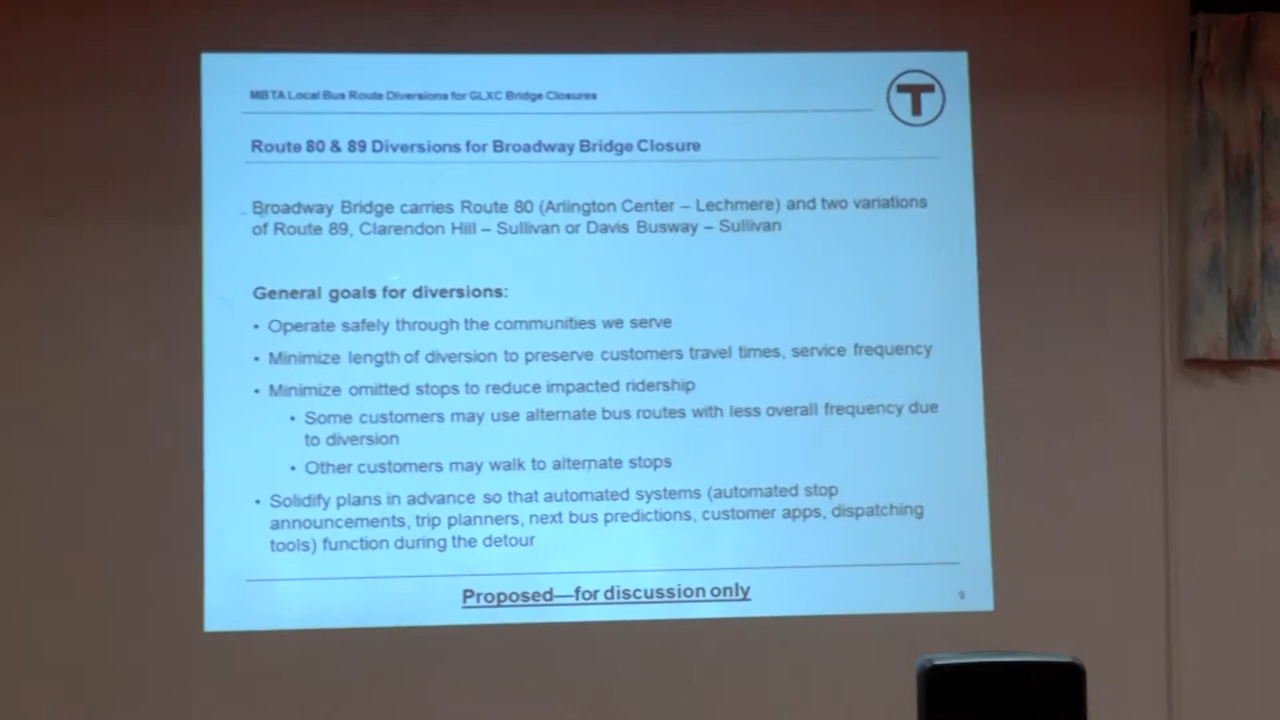 MBTA Local Bus Route Diversions for GLXC Bridge Closures
T
Route 80 & 89 Diversions for Broadway Bridge Closure
Broadway Bridge carries Route 80 (Arlington Center – Lechmere) and two variations
of Route 89, Clarendon Hill – Sullivan or Davis Busway – Sullivan
General goals for diversions:
• Operate safely through the communities we serve
• Minimize length of diversion to preserve customers travel times, service frequency
• Minimize omitted stops to reduce impacted ridership
• Some customers may use alternate bus routes with less overall frequency due
to diversion
• Other customers may walk to alternate stops
• Solidify plans in advance so that automated systems (automated stop
announcements, trip planners, next bus predictions, customer apps, dispatching
tools) function during the detour
Proposed—for discussion only
9